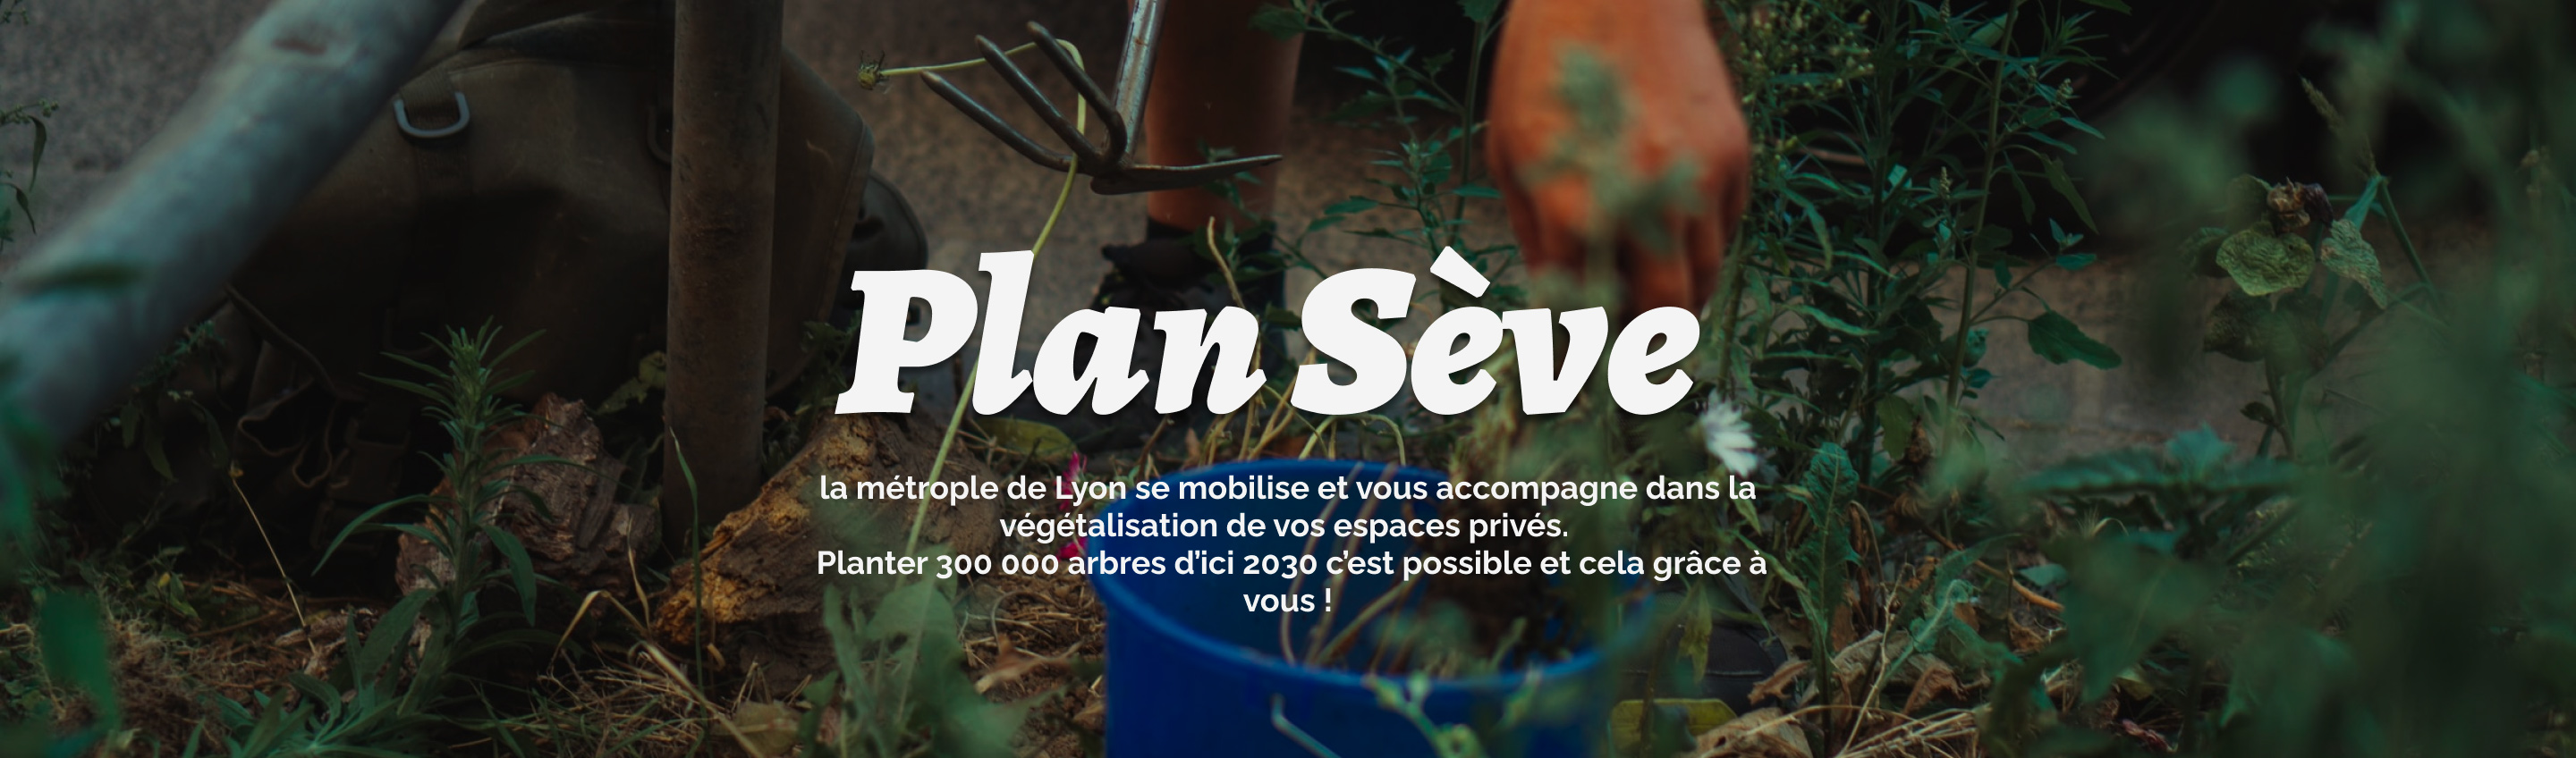 Plan Sève
la métrople de Lyon se mobilise et vous accompagne dans la
végétalisation de vos espaces privés.
Planter 300 000 arbres d’ici 2030 c’est possible et cela grâce à
vous !